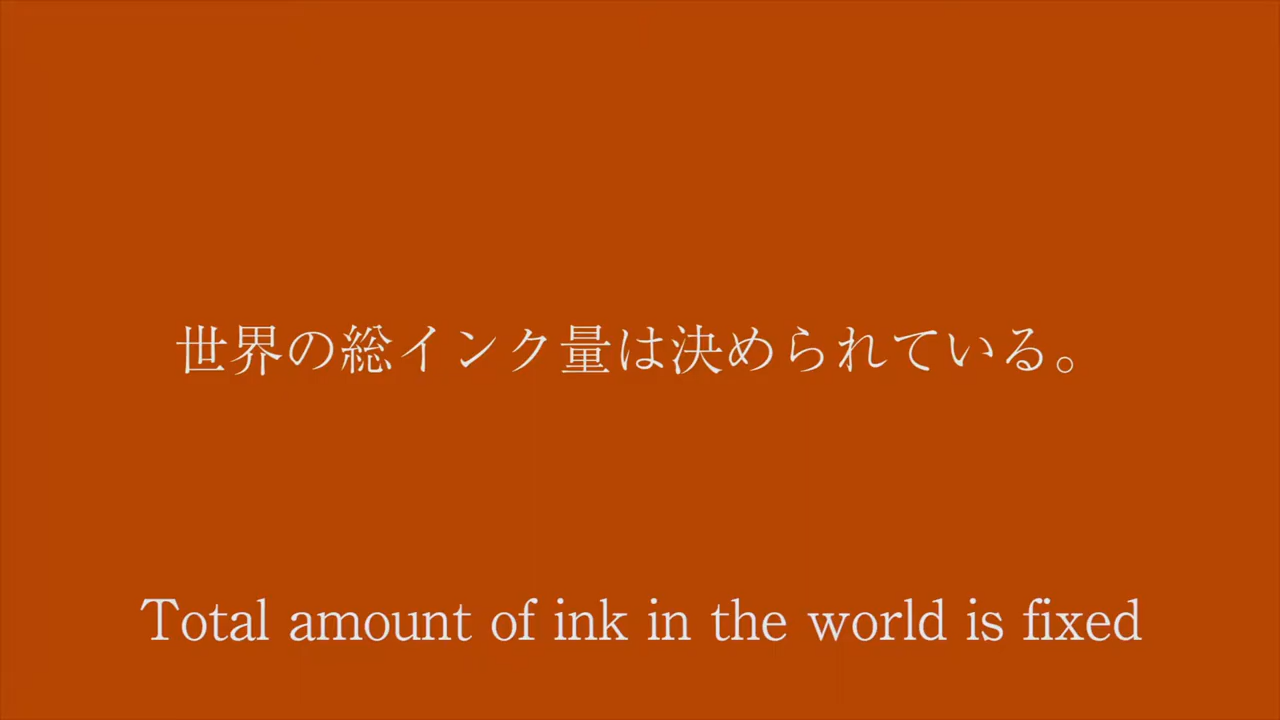 世界の総インク量は決められている。
Total amount of ink in the world is fixed